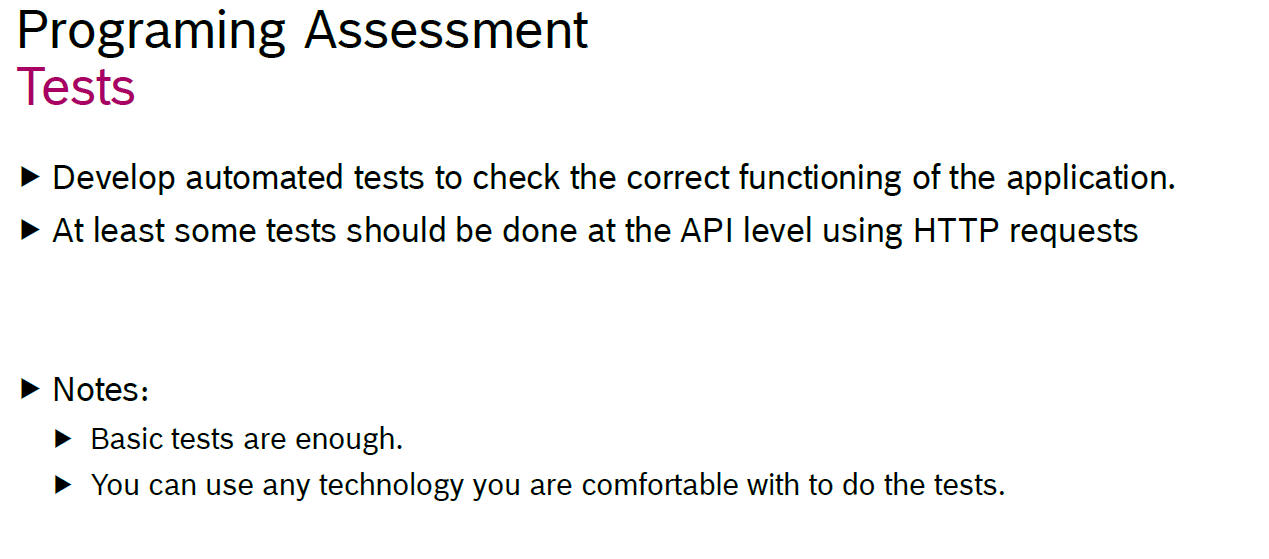 Programing Assessment
Tests
▶ Develop automated tests to check the correct functioning of the application.
▶ At least some tests should be done at the API level using HTTP requests
▶ Notes:
▶ Basic tests are enough.
▶ You can use any technology you are comfortable with to do the tests.